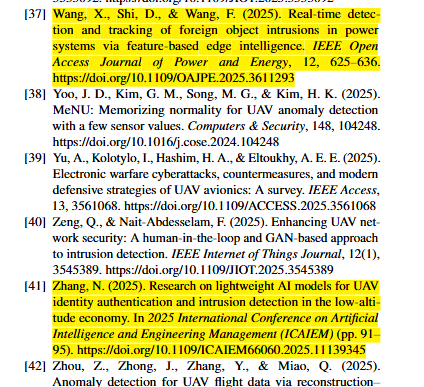 [37] Wang, X., Shi, D., & Wang, F. (2025). Real-time detec-
tion and tracking of foreign object intrusions in power
systems via feature-based edge intelligence. IEEE Open
Access Journal of Power and Energy, 12, 625–636.
https://doi.org/10.1109/OAJPE.2025.3611293
[38] Yoo, J. D., Kim, G. M., Song, M. G., & Kim, H. K. (2025).
MeNU: Memorizing normality for UAV anomaly detection
with a few sensor values. Computers & Security, 148, 104248.
https://doi.org/10.1016/j.cose.2024.104248
[39] Yu, A., Kolotylo, I., Hashim, H. A., & Eltoukhy, A. E. E. (2025).
Electronic warfare cyberattacks, countermeasures, and modern
defensive strategies of UAV avionics: A survey. IEEE Access,
13, 3561068. https://doi.org/10.1109/ACCESS.2025.3561068
[40] Zeng, Q., & Nait-Abdesselam, F. (2025). Enhancing UAV net-
work security: A human-in-the-loop and GAN-based approach
to intrusion detection. IEEE Internet of Things Journal, 12(1),
3545389. https://doi.org/10.1109/JIOT.2025.3545389
[41] Zhang, N. (2025). Research on lightweight AI models for UAV
identity authentication and intrusion detection in the low-alti-
tude economy. In 2025 International Conference on Artificial
Intelligence and Engineering Management (ICAIEM) (pp. 91–
95). https://doi.org/10.1109/ICAIEM66060.2025.11139345
[42] Zhou, Z., Zhong, J., Zhang, Y., & Miao, Q. (2025).
Anomaly detection for UAV flight data via reconstruction–